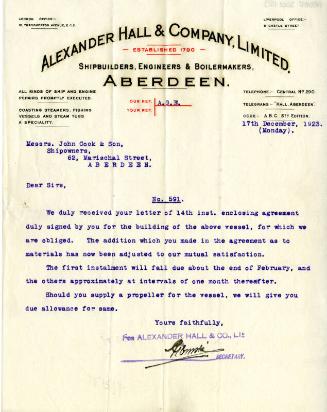 LONDON OFFICE:-
LIVERPOOL OFFICE:-
ALEXANDER HALL & COMPANY, LIMITED,
ESTABLISHED 1790
SHIPBUILDERS, ENGINEERS & BOILERMAKERS,
ABERDEEN.
ALL KINDS OF SHIP AND ENGINE
REPAIRS PROMPTLY EXECUTED.
COASTING STEAMERS, FISHING
VESSELS AND STEAM TUGS
A SPECIALITY.
OUR REF. A.G.H.
YOUR REF.
TELEPHONE:- CENTRAL Nº 290.
TELEGRAMS:- "HALL, ABERDEEN".
CODE:- A B C 5TH EDITION.
17th December, 1923.
(Monday).
Messrs. John Cook & Son,
Shipowners,
62, Marischal Street,
ABERDEEN.
Dear Sirs,
No. 591.
We duly received your letter of 14th inst. enclosing agreement
duly signed by you for the building of the above vessel, for which we
are obliged. The addition which you made in the agreement as to
materials has now been adjusted to our mutual satisfaction.
The first instalment will fall due about the end of February, and
the others approximately at intervals of one month thereafter.
Should you supply a propeller for the vessel, we will give you
due allowance for same.
Yours faithfully,
FOR ALEXANDER HALL & CO., LTD
SECRETARY.